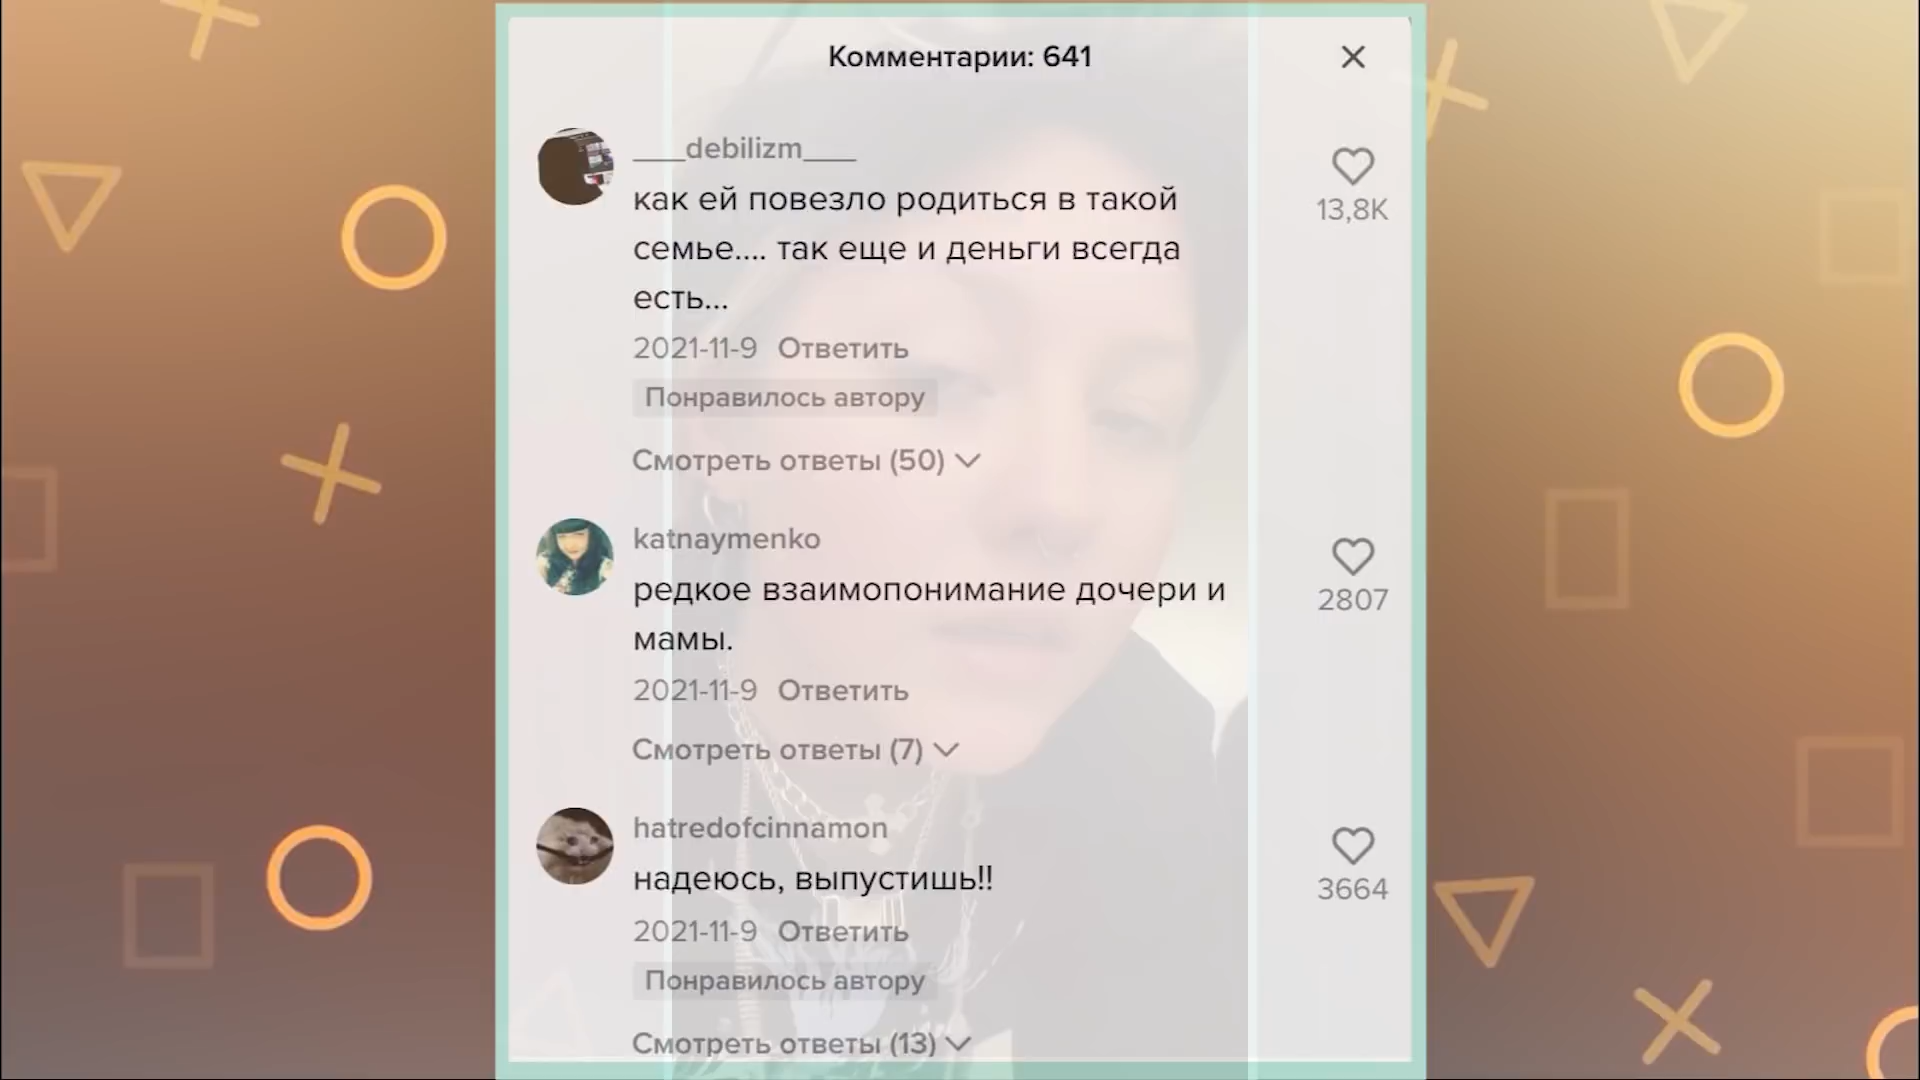 Комментарии: 641
___debilizm___
как ей повезло родиться в такой
семье.... так еще и деньги всегда
есть...
13,8K
2021-11-9 Ответить
Понравилось автору
Смотреть ответы (50)
katnaymenko
редкое взаимопонимание дочери и
мамы.
2807
2021-11-9 Ответить
Смотреть ответы (7)
hatredofcinnamon
надеюсь, выпустишь!!
3664
2021-11-9 Ответить
Понравилось автору
Смотреть ответы (13)